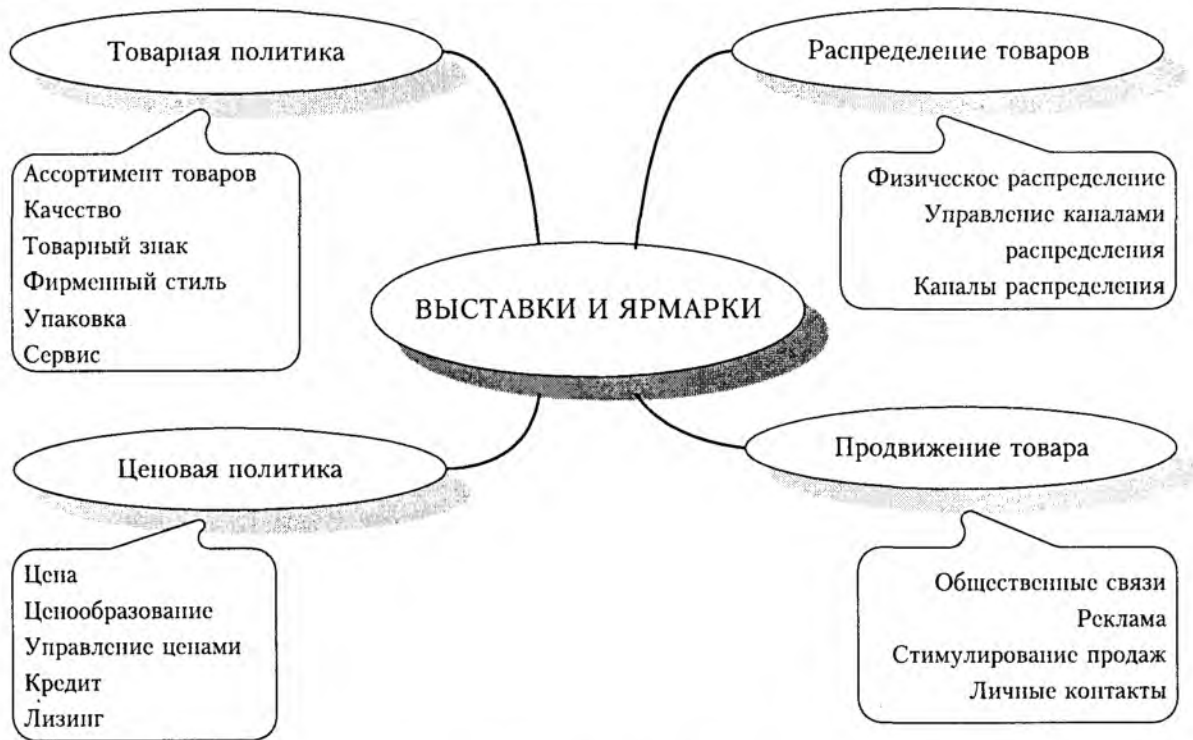 Товарная политика
Ассортимент товаров
Качество
Товарный знак
Фирменный стиль
Упаковка
Сервис
Распределение товаров
Физическое распределение
Управление каналами
распределения
Каналы распределения
ВЫСТАВКИ И ЯРМАРКИ
Ценовая политика
Цена
Ценообразование
Управление ценами
Кредит
Лизинг
Продвижение товара
Общественные связи
Реклама
Стимулирование продаж
Личные контакты